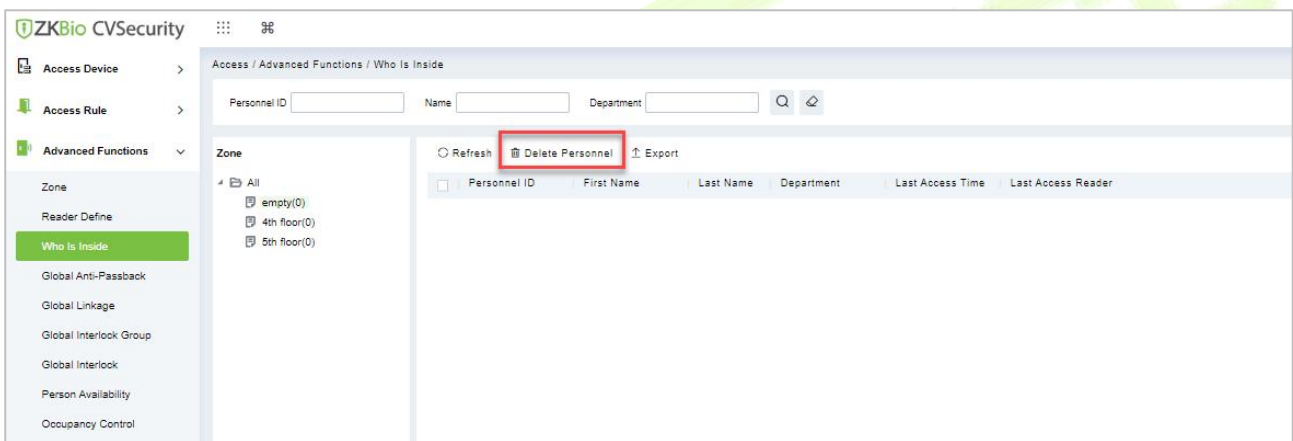 ZKBio CVSecurity
Access Device
Access Rule
Advanced Functions
Zone
Reader Define
Who Is Inside
Global Anti-Passback
Global Linkage
Global Interlock Group
Global Interlock
Person Availability
Occupancy Control
Access / Advanced Functions / Who Is Inside
Personnel ID Name Department
Zone
All
empty(0)
4th floor(0)
5th floor(0)
Refresh Delete Personnel Export
Personnel ID First Name Last Name Department Last Access Time Last Access Reader